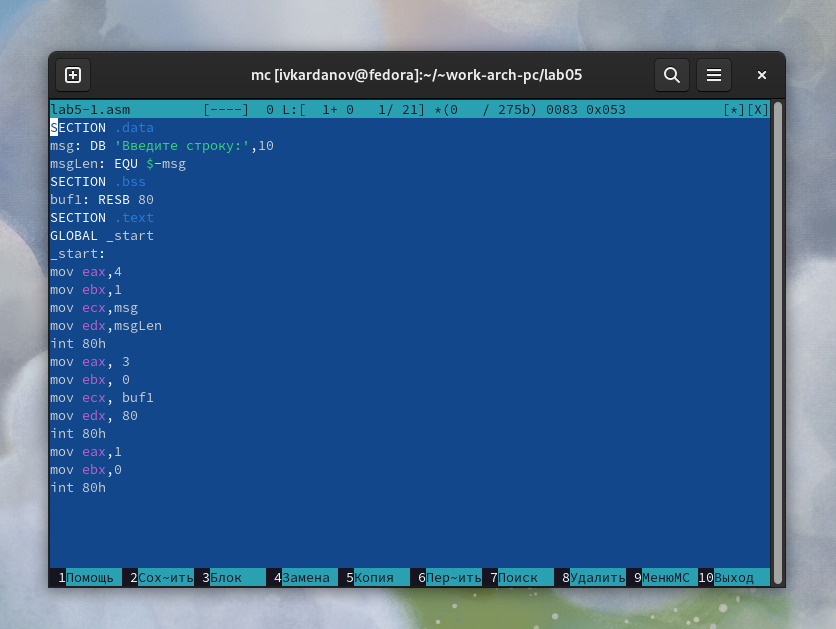 mc [ivkardanov@fedora]:~/~work-arch-pc/lab05
lab5-1.asm [----] 0 L:[ 1+ 0 1/ 21] *(0 / 275b) 0083 0x053 [*][X]
SECTION .data
msg: DB 'Введите строку:',10
msgLen: EQU $-msg
SECTION .bss
buf1: RESB 80
SECTION .text
GLOBAL _start
_start:
mov eax,4
mov ebx,1
mov ecx,msg
mov edx,msgLen
int 80h
mov eax, 3
mov ebx, 0
mov ecx, buf1
mov edx, 80
int 80h
mov eax,1
mov ebx,0
int 80h
1Помощь 2Сох~ить 3Блок 4Замена 5Копия 6Пер~ить 7Поиск 8Удалить 9МенюMC 10Выход